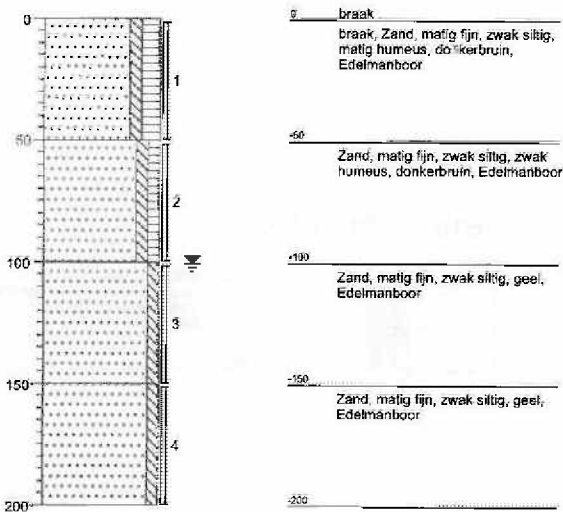 0
50
100
150
200
1
2
3
4
0 braak
braak, Zand, matig fijn, zwak siltig,
matig humeus, donkerbruin,
Edelmanboor
-50
Zand, matig fijn, zwak siltig, zwak
humeus, donkerbruin, Edelmanboor
-100
Zand, matig fijn, zwak siltig, geel,
Edelmanboor
-150
Zand, matig fijn, zwak siltig, geel,
Edelmanboor
-200